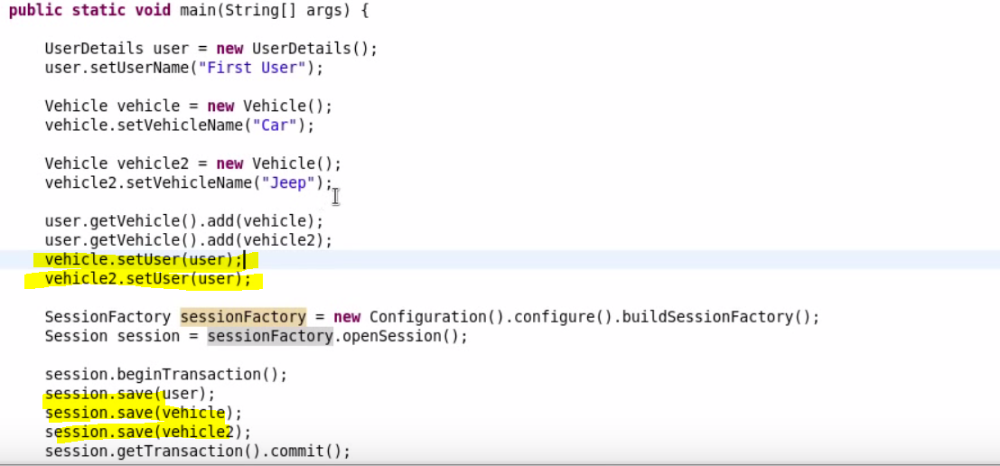 public static void main(String[] args) {
UserDetails user = new UserDetails();
user.setUserName("First User");
Vehicle vehicle = new Vehicle();
vehicle.setVehicleName("Car");
Vehicle vehicle2 = new Vehicle();
vehicle2.setVehicleName("Jeep");
user.getVehicle().add(vehicle);
user.getVehicle().add(vehicle2);
vehicle.setUser(user);
vehicle2.setUser(user);
SessionFactory sessionFactory = new Configuration().configure().buildSessionFactory();
Session session = sessionFactory.openSession();
session.beginTransaction();
session.save(user);
session.save(vehicle);
session.save(vehicle2);
session.getTransaction().commit();